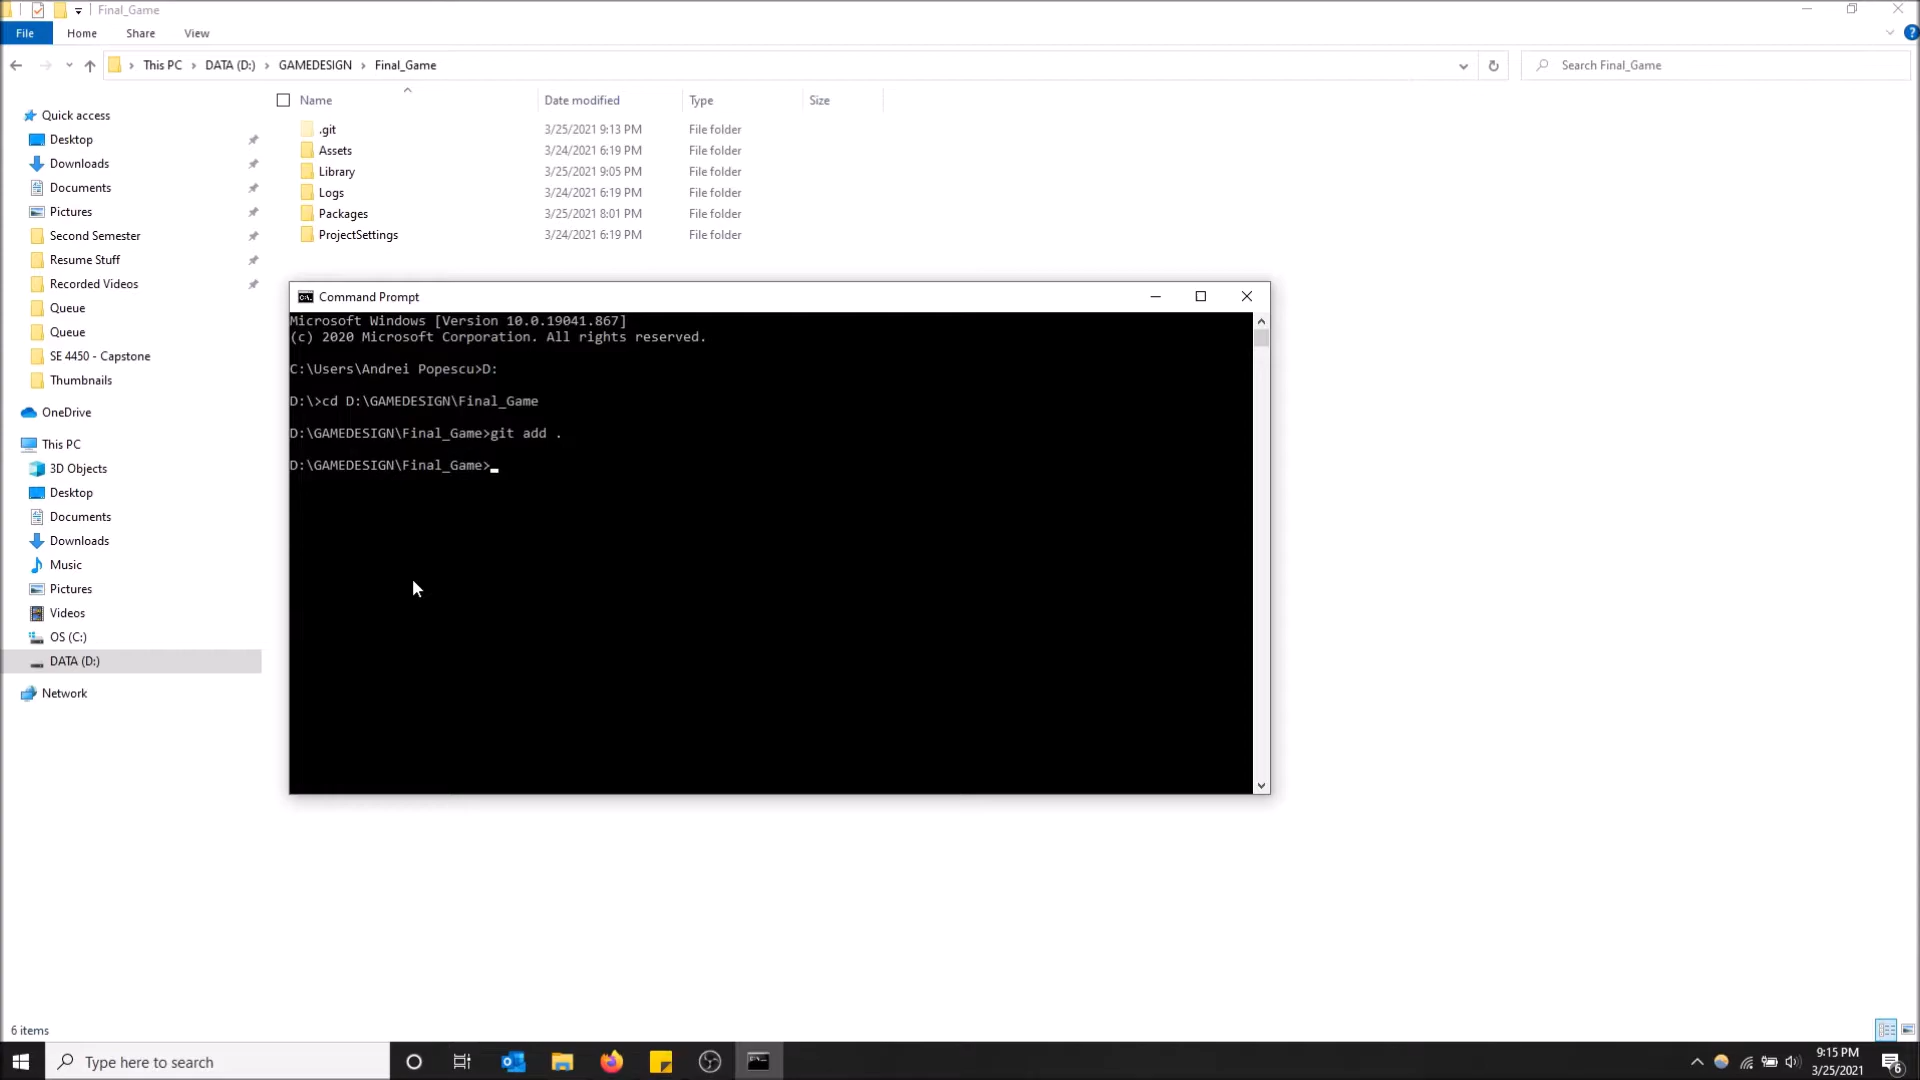 Final_Game
File Home Share View
This PC > DATA (D:) > GAMEDESIGN > Final_Game
Search Final_Game
Name Date modified Type Size
.git 3/25/2021 9:13 PM File folder
Assets 3/24/2021 6:19 PM File folder
Library 3/25/2021 9:05 PM File folder
Logs 3/24/2021 6:19 PM File folder
Packages 3/25/2021 8:01 PM File folder
ProjectSettings 3/24/2021 6:19 PM File folder
Quick access
Desktop
Downloads
Documents
Pictures
Second Semester
Resume Stuff
Recorded Videos
Queue
Queue
SE 4450 - Capstone
Thumbnails
OneDrive
This PC
3D Objects
Desktop
Documents
Downloads
Music
Pictures
Videos
OS (C:)
DATA (D:)
Network
Command Prompt
Microsoft Windows [Version 10.0.19041.867]
(c) 2020 Microsoft Corporation. All rights reserved.
C:\Users\Andrei Popescu>D:
D:\>cd D:\GAMEDESIGN\Final_Game
D:\GAMEDESIGN\Final_Game>git add .
D:\GAMEDESIGN\Final_Game>
6 items
Type here to search
9:15 PM
3/25/2021
6